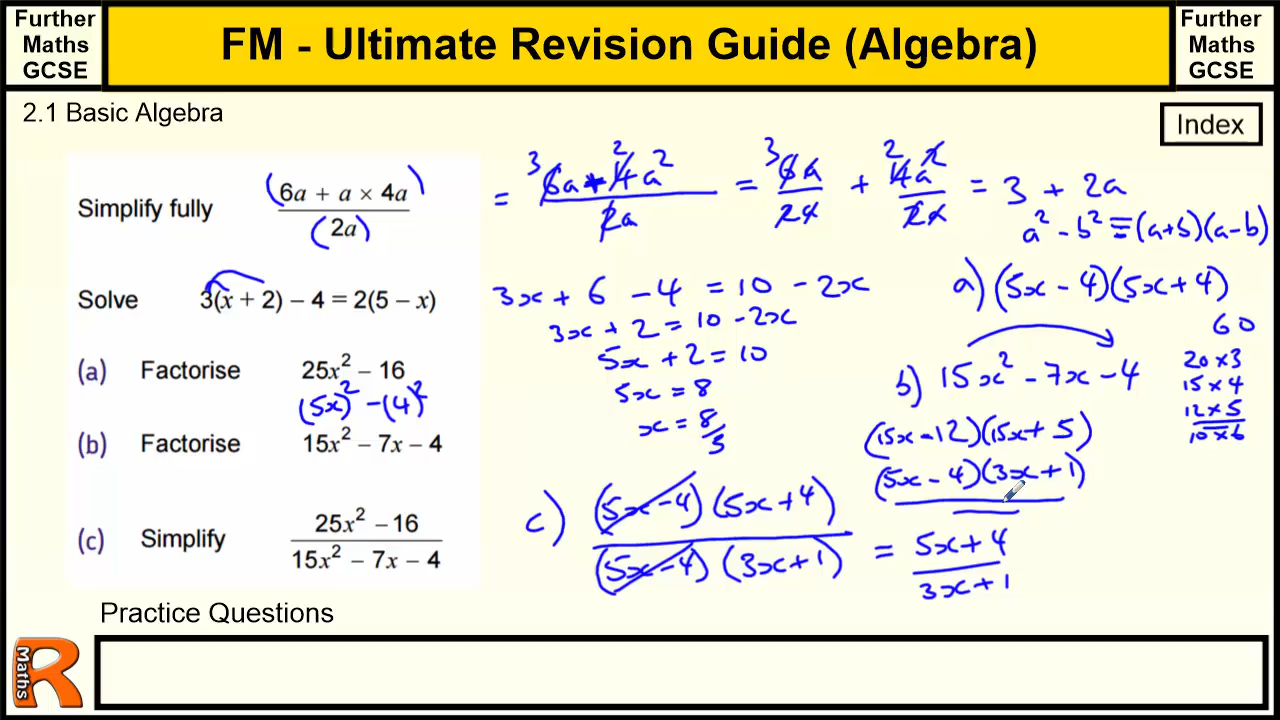 Further Maths GCSE
FM - Ultimate Revision Guide (Algebra)
Further Maths GCSE
2.1 Basic Algebra
Index
Simplify fully (6a + a × 4a) / (2a)
= ³6a + ²4a² / 2a = ³6a / 2a + ²4a² / 2a = 3 + 2a
a² - b² ≡ (a+b)(a-b)
Solve 3(x + 2) – 4 = 2(5 – x)
3x + 6 - 4 = 10 - 2x
3x + 2 = 10 - 2x
5x + 2 = 10
5x = 8
x = 8/5
(a) Factorise 25x² – 16
(5x)² - (4)²
a) (5x - 4)(5x + 4)
(b) Factorise 15x² – 7x – 4
b) 15x² - 7x - 4
60
20 x 3
15 x 4
12 x 5
10 x 6
(15x - 12)(15x + 5)
(5x - 4)(3x + 1)
(c) Simplify 25x² – 16 / 15x² – 7x – 4
c) (5x - 4)(5x + 4) / (5x - 4)(3x + 1) = 5x + 4 / 3x + 1
Practice Questions
R Maths